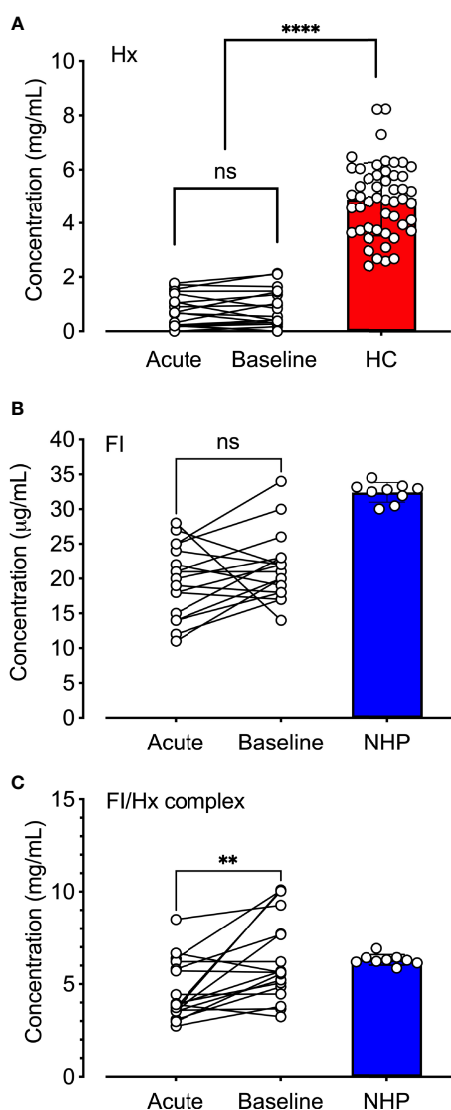 A
Hx
****
ns
Concentration (mg/mL)
10
8
6
4
2
0
Acute Baseline HC
B
FI
ns
Concentration (µg/mL)
40
35
30
25
20
15
10
5
0
Acute Baseline NHP
C
FI/Hx complex
**
Concentration (mg/mL)
15
10
5
0
Acute Baseline NHP